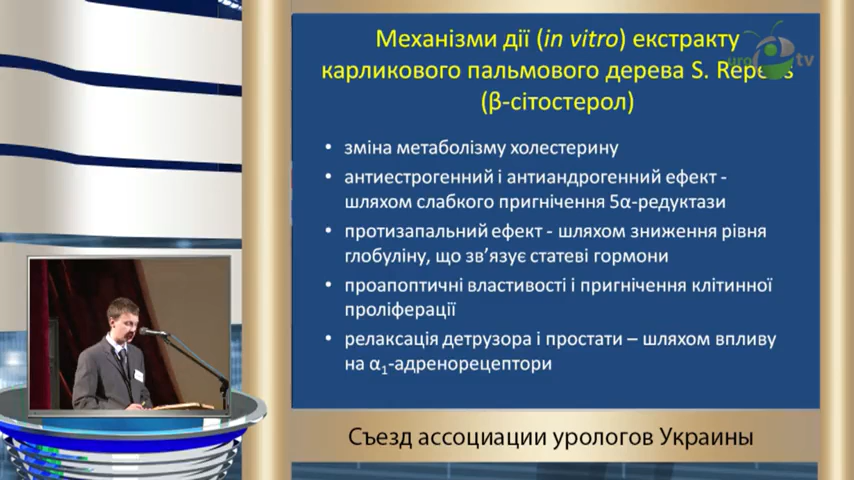 Механізми дії (in vitro) екстракту
карликового пальмового дерева S. Repens
(β-сітостерол)
uro tv
• зміна метаболізму холестерину
• антиестрогенний і антиандрогенний ефект -
шляхом слабкого пригнічення 5α-редуктази
• протизапальний ефект - шляхом зниження рівня
глобуліну, що зв’язує статеві гормони
• проапоптичні властивості і пригнічення клітинної
проліферації
• релаксація детрузора і простати – шляхом впливу
на α1-адренорецептори
Съезд ассоциации урологов Украины